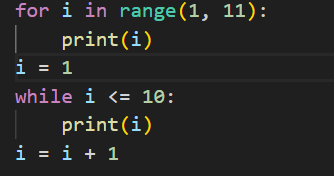 for i in range(1, 11):
    print(i)
i = 1
while i <= 10:
    print(i)
i = i + 1